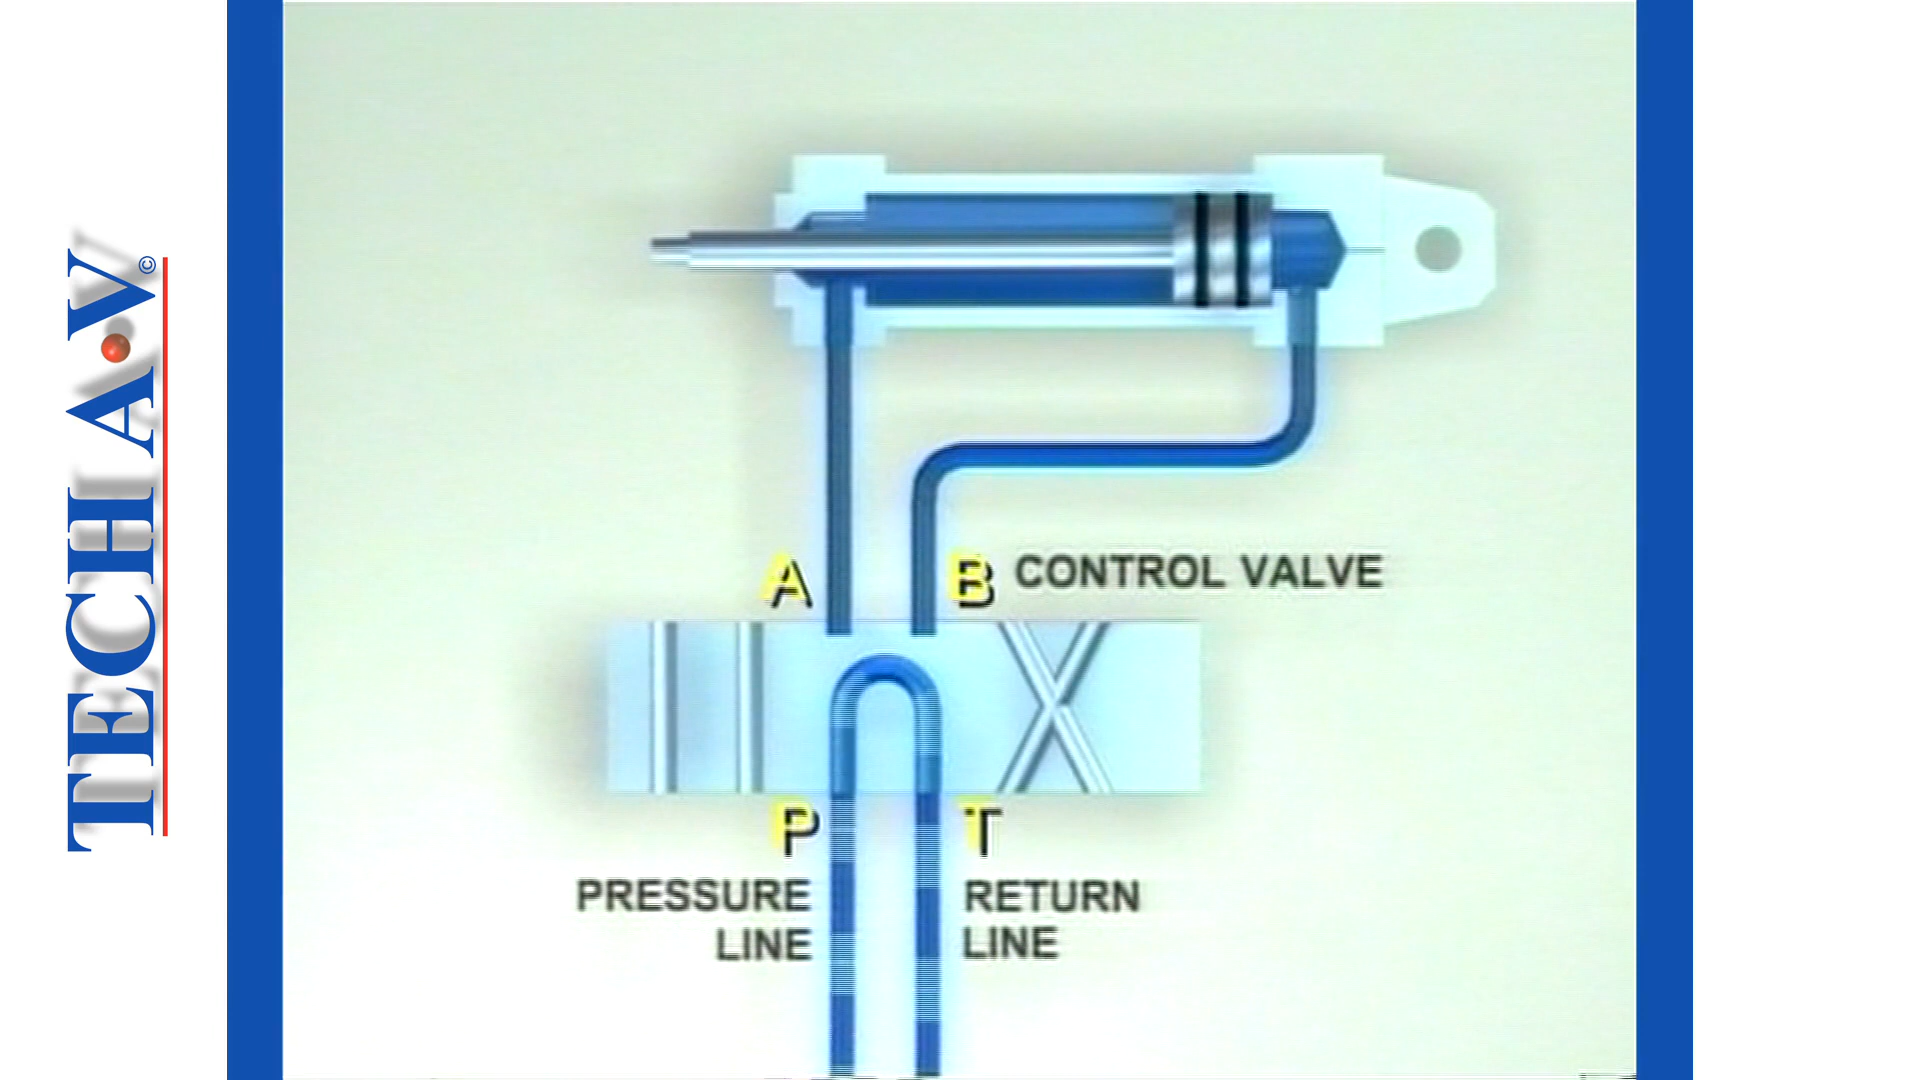 TECH A.V ©
A
B
CONTROL VALVE
P
T
PRESSURE
LINE
RETURN
LINE